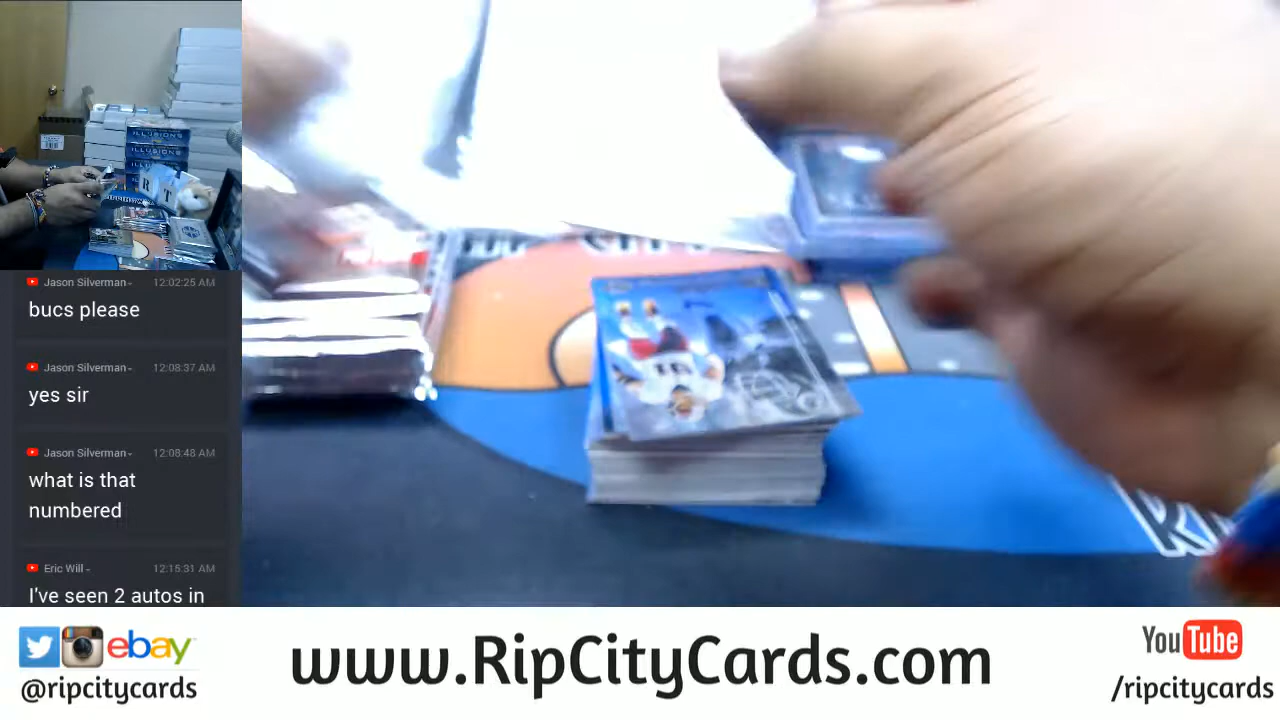 ILLUSIONS
ILLUSIONS
R T
Jason Silverman- 12:02:25 AM
bucs please
Jason Silverman- 12:08:37 AM
yes sir
Jason Silverman- 12:08:48 AM
what is that
numbered
Eric Will- 12:15:31 AM
I've seen 2 autos in
ebay
@ripcitycards
www.RipCityCards.com
YouTube
/ripcitycards